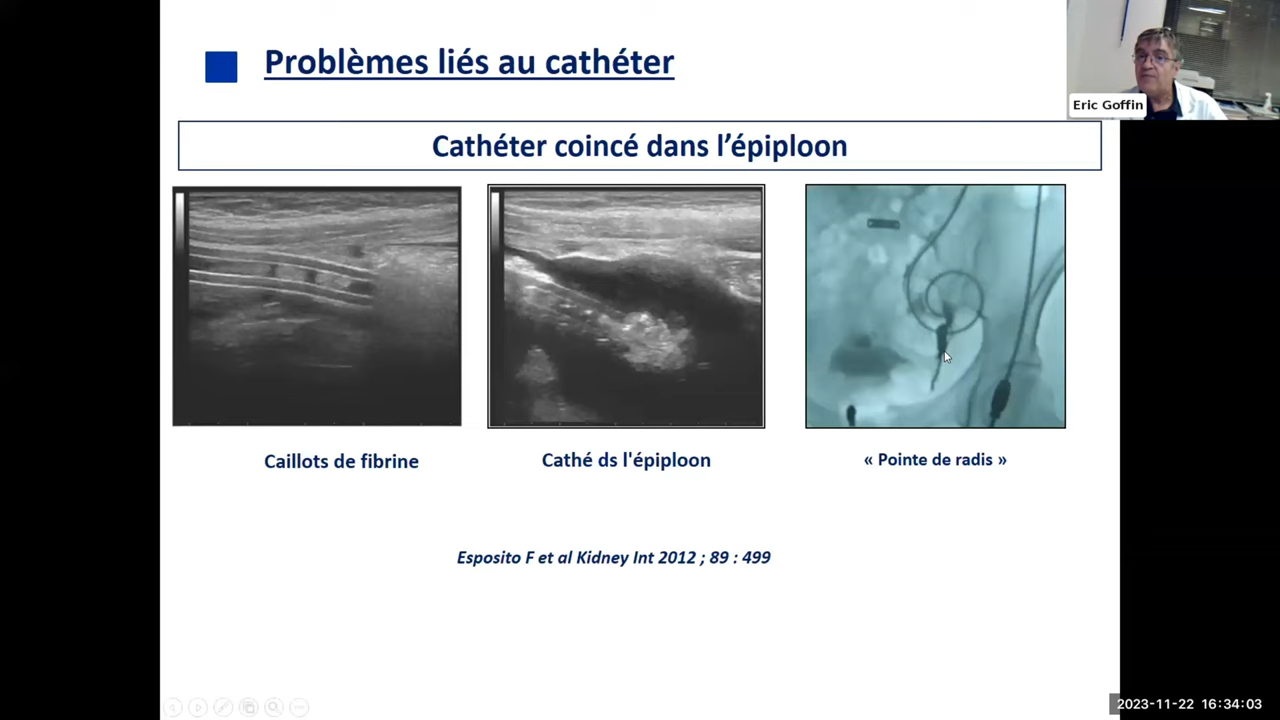 Problèmes liés au cathéter
Eric Goffin
Cathéter coincé dans l’épiploon
Caillots de fibrine
Cathé ds l'épiploon
« Pointe de radis »
Esposito F et al Kidney Int 2012 ; 89 : 499
2023-11-22 16:34:03